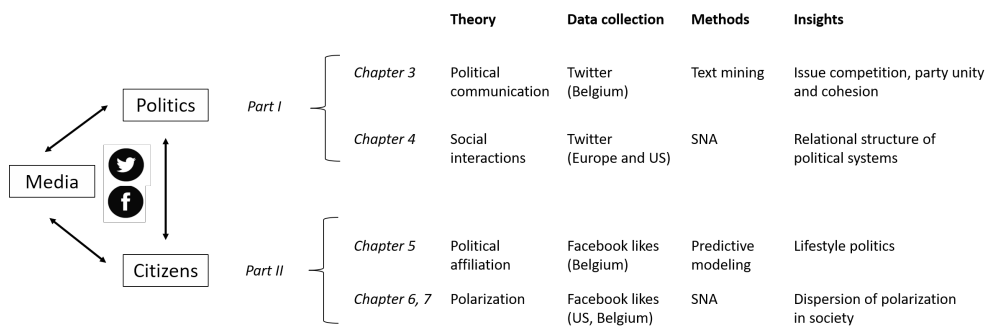 Theory Data collection Methods Insights
Chapter 3 Political Twitter Text mining Issue competition, party unity
communication (Belgium) and cohesion
Politics Part I
Chapter 4 Social Twitter SNA Relational structure of
interactions (Europe and US) political systems
Media
f
Chapter 5 Political Facebook likes Predictive Lifestyle politics
affiliation (Belgium) modeling
Citizens Part II
Chapter 6, 7 Polarization Facebook likes SNA Dispersion of polarization
(US, Belgium) in society